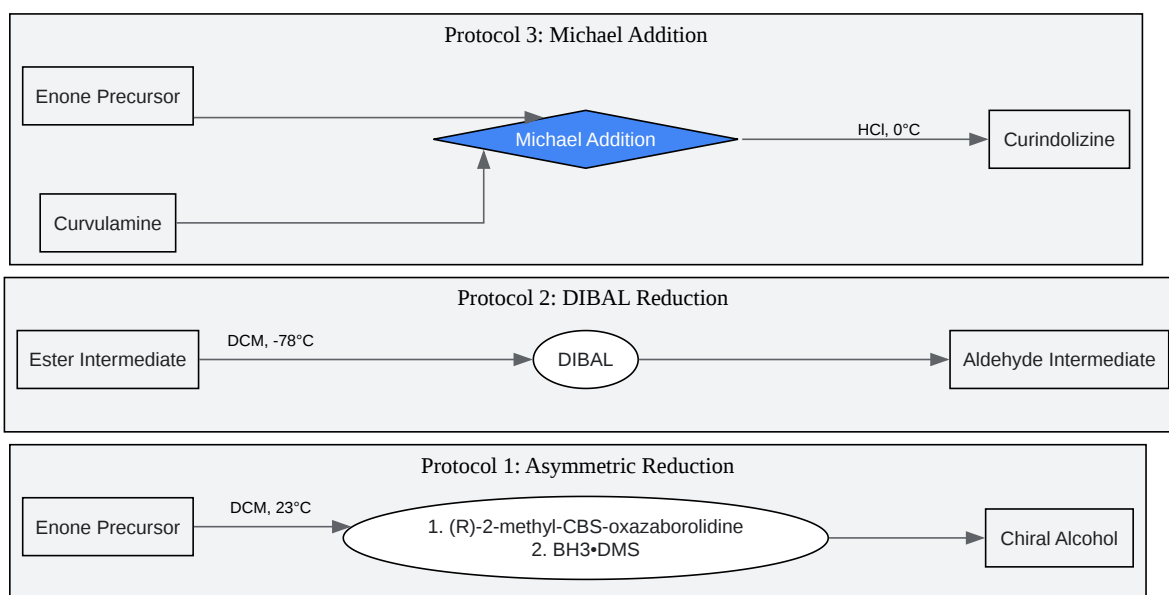 Protocol 3: Michael Addition
Enone Precursor
Michael Addition
HCl, 0°C
Curindolizine
Curvulamine
Protocol 2: DIBAL Reduction
Ester Intermediate
DCM, -78°C
DIBAL
Aldehyde Intermediate
Protocol 1: Asymmetric Reduction
Enone Precursor
DCM, 23°C
1. (R)-2-methyl-CBS-oxazaborolidine
2. BH3•DMS
Chiral Alcohol